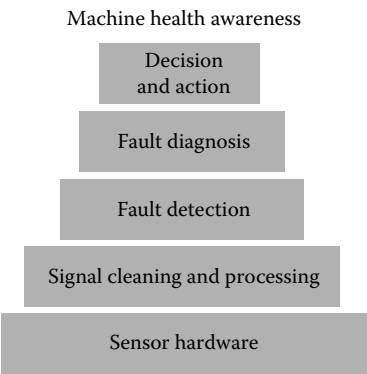 Machine health awareness
Decision
and action
Fault diagnosis
Fault detection
Signal cleaning and processing
Sensor hardware